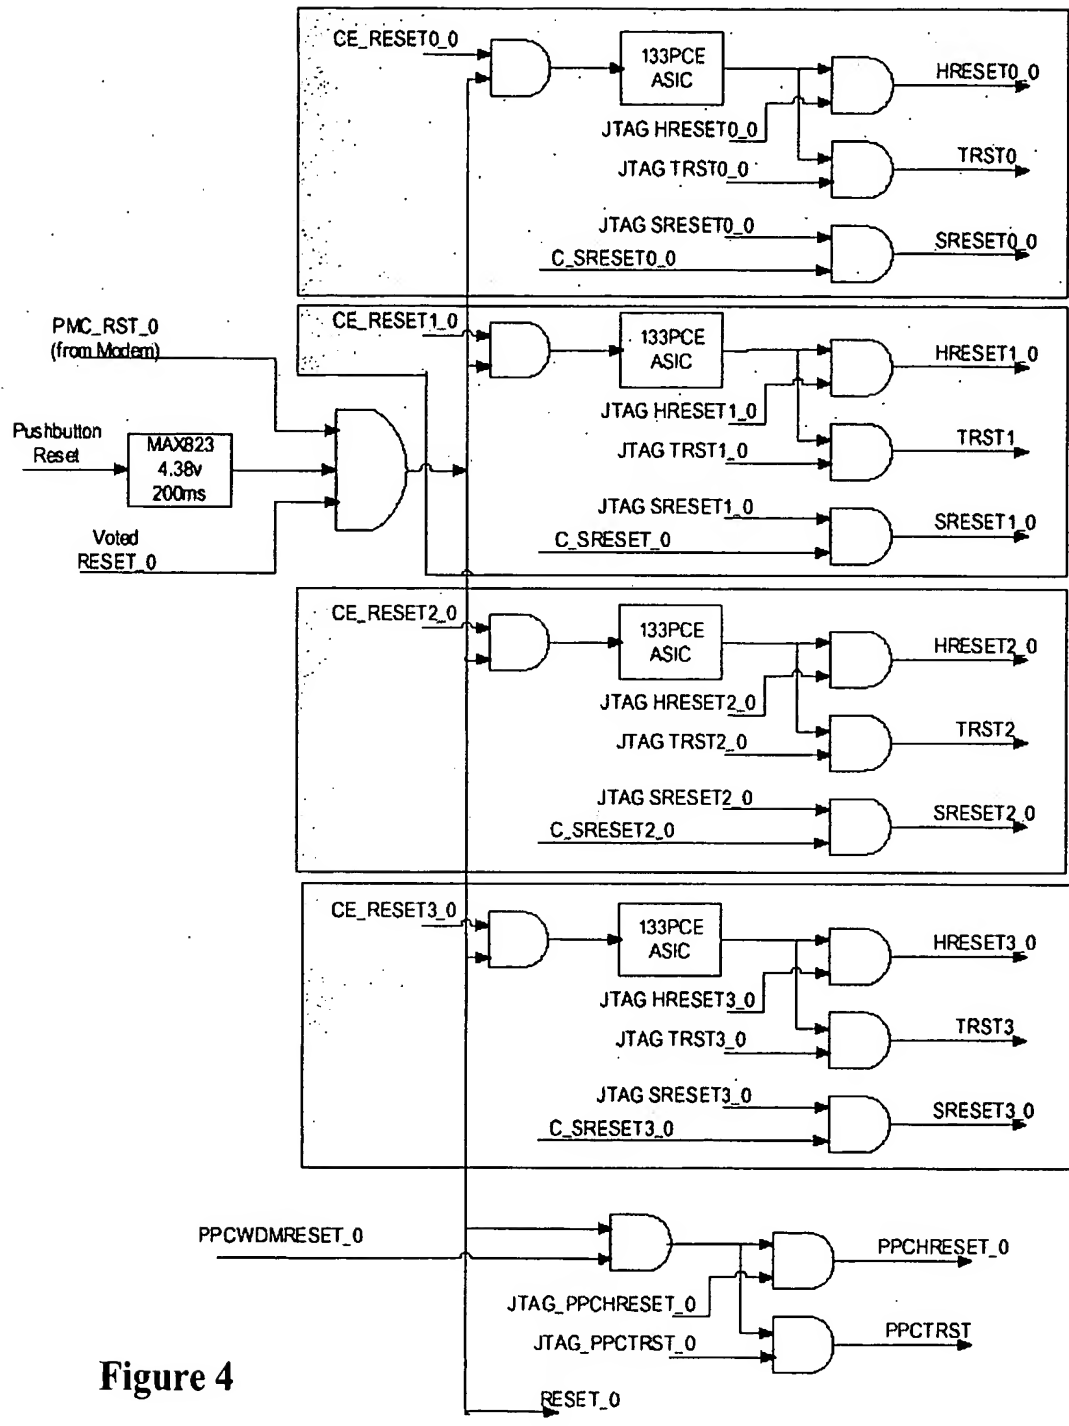 CE_RESET0_0
133PCE
ASIC
HRESET0_0
JTAG HRESET0_0
TRST0
JTAG TRST0_0
JTAG SRESET0_0
SRESET0_0
C_SRESET0_0
CE_RESET1_0
133PCE
ASIC
HRESET1_0
JTAG HRESET1_0
TRST1
JTAG TRST1_0
JTAG SRESET1_0
SRESET1_0
C_SRESET_0
PMC_RST_0
(from Modem)
Pushbutton
Reset
MAX823
4.38v
200ms
Voted
RESET_0
CE_RESET2_0
133PCE
ASIC
HRESET2_0
JTAG HRESET2_0
TRST2
JTAG TRST2_0
JTAG SRESET2_0
SRESET2_0
C_SRESET2_0
CE_RESET3_0
133PCE
ASIC
HRESET3_0
JTAG HRESET3_0
TRST3
JTAG TRST3_0
JTAG SRESET3_0
SRESET3_0
C_SRESET3_0
PPCWDMRESET_0
PPCHRESET_0
JTAG_PPCHRESET_0
PPCTRST
JTAG_PPCTRST_0
RESET_0
Figure 4